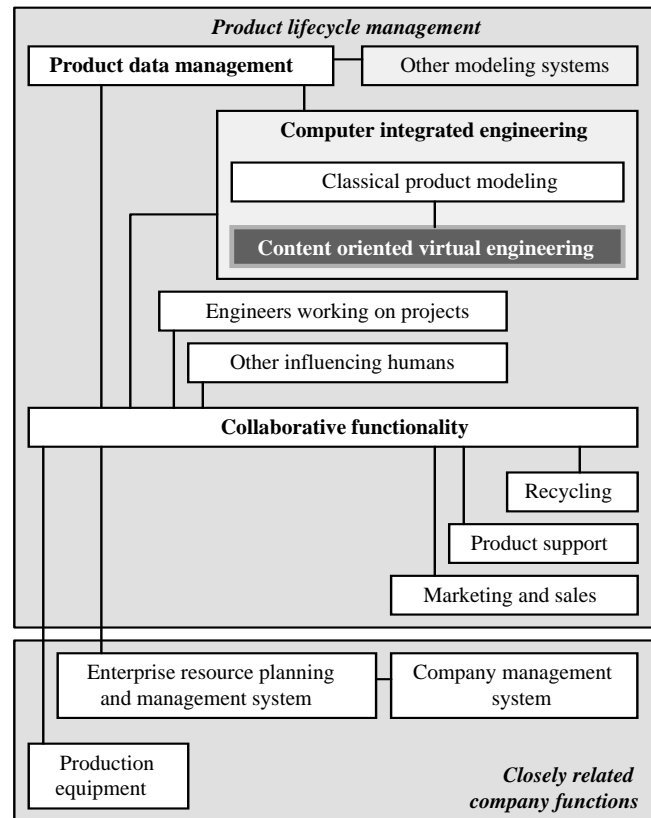 Product lifecycle management
Product data management
Other modeling systems
Computer integrated engineering
Classical product modeling
Content oriented virtual engineering
Engineers working on projects
Other influencing humans
Collaborative functionality
Recycling
Product support
Marketing and sales
Enterprise resource planning
and management system
Company management
system
Production
equipment
Closely related
company functions